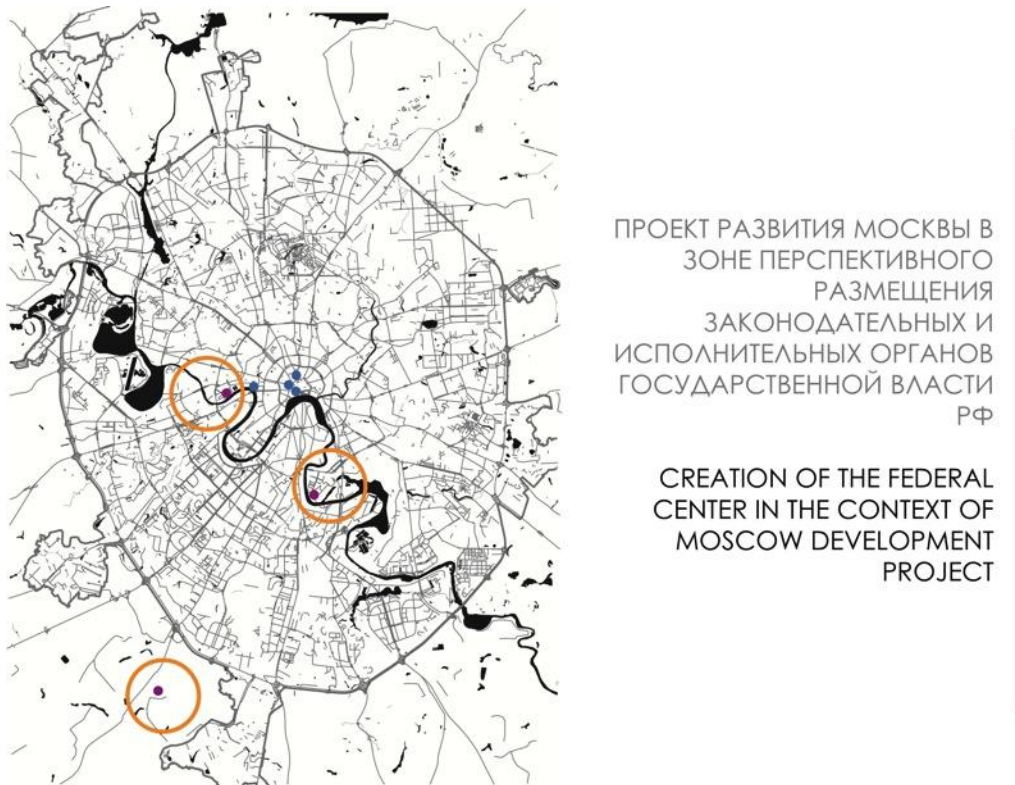 ПРОЕКТ РАЗВИТИЯ МОСКВЫ В
ЗОНЕ ПЕРСПЕКТИВНОГО
РАЗМЕЩЕНИЯ
ЗАКОНОДАТЕЛЬНЫХ И
ИСПОЛНИТЕЛЬНЫХ ОРГАНОВ
ГОСУДАРСТВЕННОЙ ВЛАСТИ
РФ
CREATION OF THE FEDERAL
CENTER IN THE CONTEXT OF
MOSCOW DEVELOPMENT
PROJECT